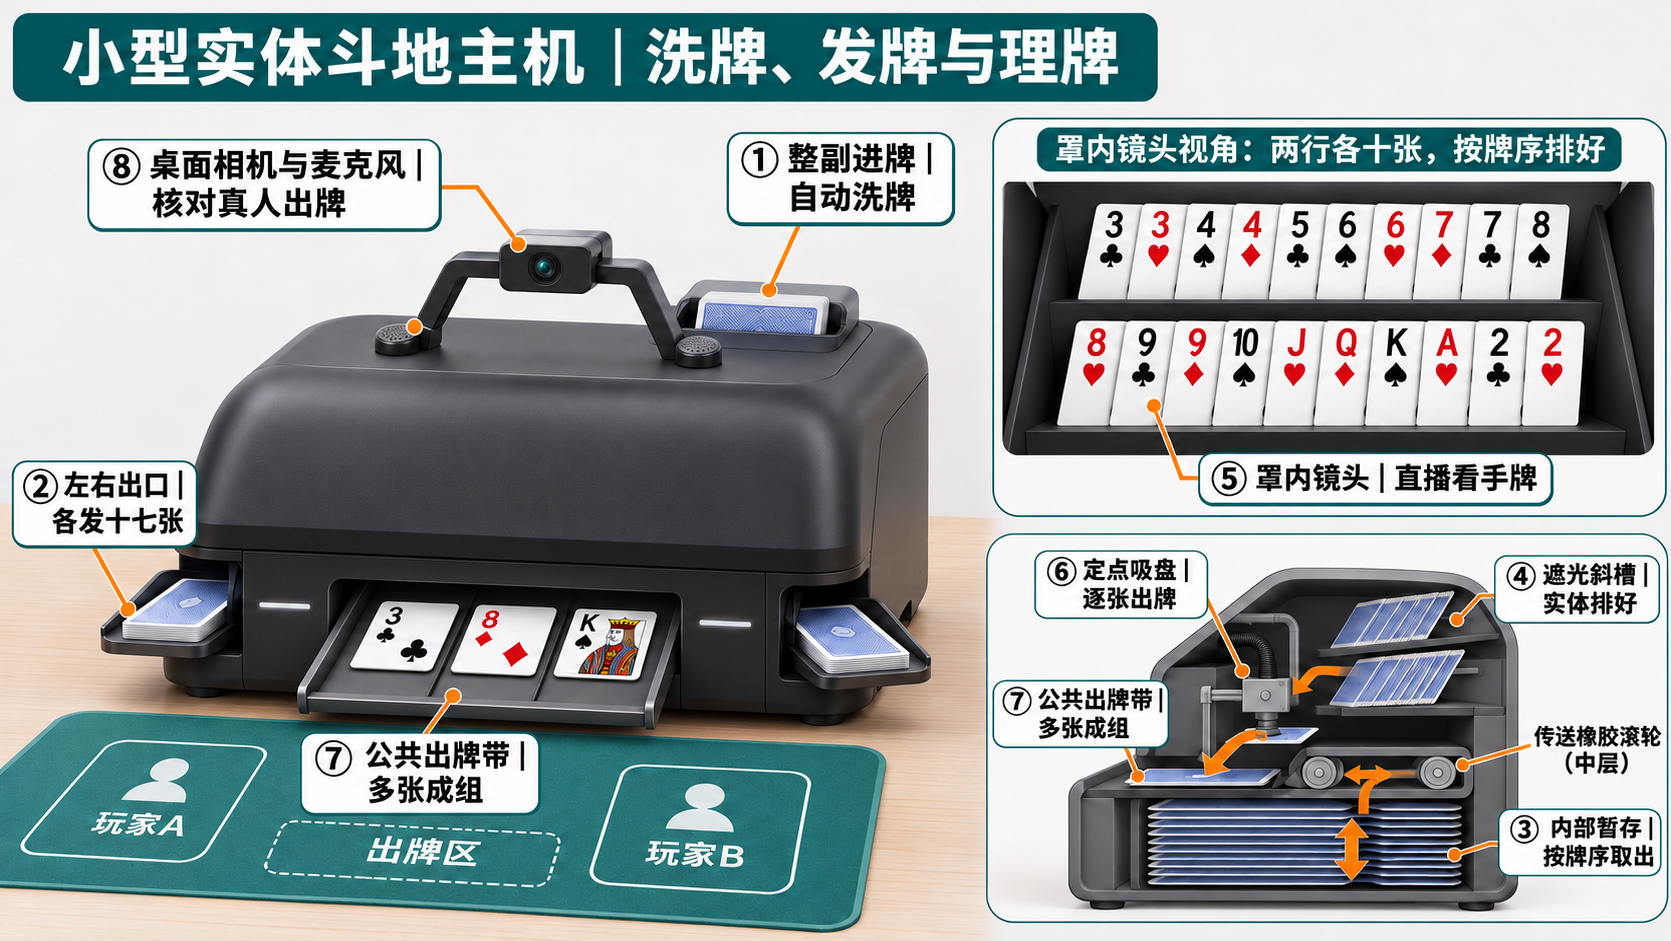 小型实体斗地主机｜洗牌、发牌与理牌
⑧ 桌面相机与麦克风｜
核对真人出牌
① 整副进牌｜
自动洗牌
② 左右出口｜
各发十七张
3
8
K
⑦ 公共出牌带｜
多张成组
玩家A
出牌区
玩家B
罩内镜头视角：两行各十张，按牌序排好
3 3 4 4 5 6 6 7 7 8
8 9 9 10 J Q K A 2 2
⑤ 罩内镜头｜直播看手牌
⑥ 定点吸盘｜
逐张出牌
④ 遮光斜槽｜
实体排好
⑦ 公共出牌带｜
多张成组
传送橡胶滚轮
（中层）
③ 内部暂存｜
按牌序取出